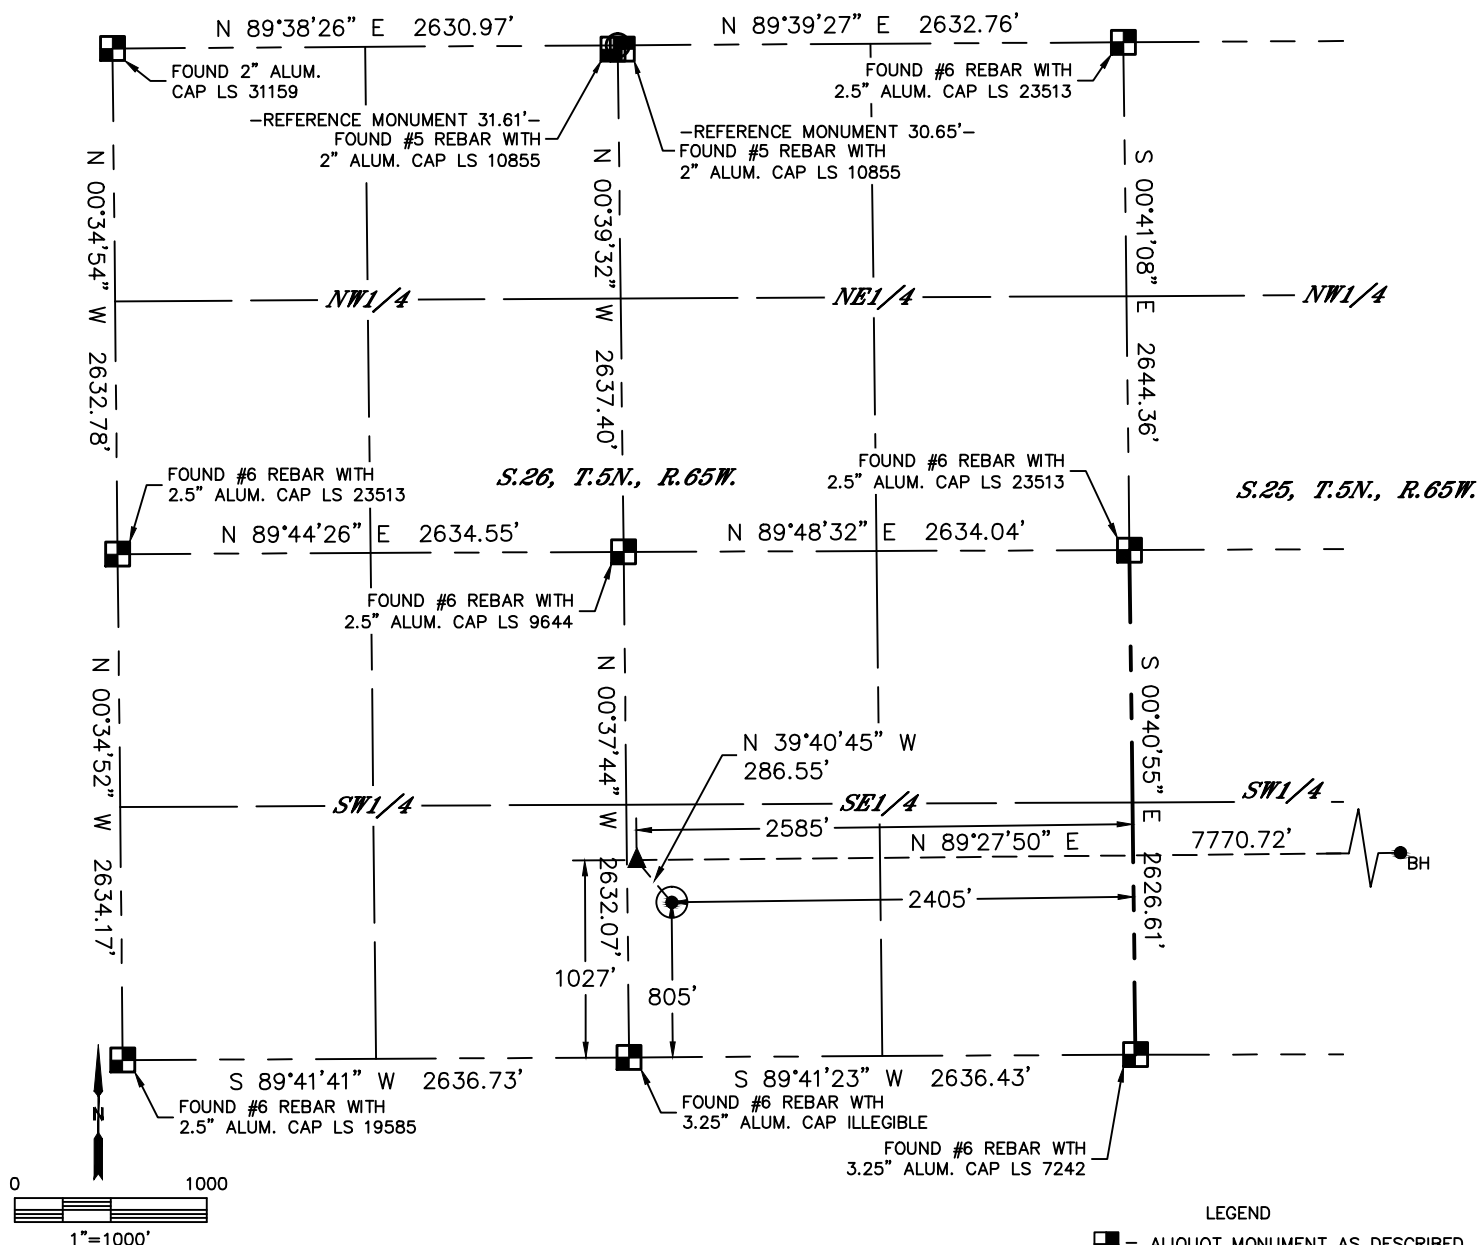 N 89°38'26" E 2630.97'
N 89°39'27" E 2632.76'
FOUND 2" ALUM.
CAP LS 31159
FOUND #6 REBAR WITH
2.5" ALUM. CAP LS 23513
-REFERENCE MONUMENT 31.61'-
FOUND #5 REBAR WITH
2" ALUM. CAP LS 10855
-REFERENCE MONUMENT 30.65'-
FOUND #5 REBAR WITH
2" ALUM. CAP LS 10855
N 00°34'54" W 2632.78'
N 00°39'32" W 2637.40'
S 00°41'08" E 2644.36'
NW1/4
NE1/4
NW1/4
FOUND #6 REBAR WITH
2.5" ALUM. CAP LS 23513
S.26, T.5N., R.65W.
FOUND #6 REBAR WITH
2.5" ALUM. CAP LS 23513
S.25, T.5N., R.65W.
N 89°44'26" E 2634.55'
N 89°48'32" E 2634.04'
FOUND #6 REBAR WITH
2.5" ALUM. CAP LS 9644
N 00°34'52" W 2634.17'
N 00°37'44" W 2632.07'
S 00°40'55" E 2626.61'
N 39°40'45" W
286.55'
SW1/4
SE1/4
SW1/4
2585'
N 89°27'50" E 7770.72'
BH
2405'
1027'
805'
S 89°41'41" W 2636.73'
S 89°41'23" W 2636.43'
FOUND #6 REBAR WITH
2.5" ALUM. CAP LS 19585
FOUND #6 REBAR WTH
3.25" ALUM. CAP ILLEGIBLE
FOUND #6 REBAR WTH
3.25" ALUM. CAP LS 7242
N
0 1000
1"=1000'
LEGEND
- ALIQUOT MONUMENT AS DESCRIBED